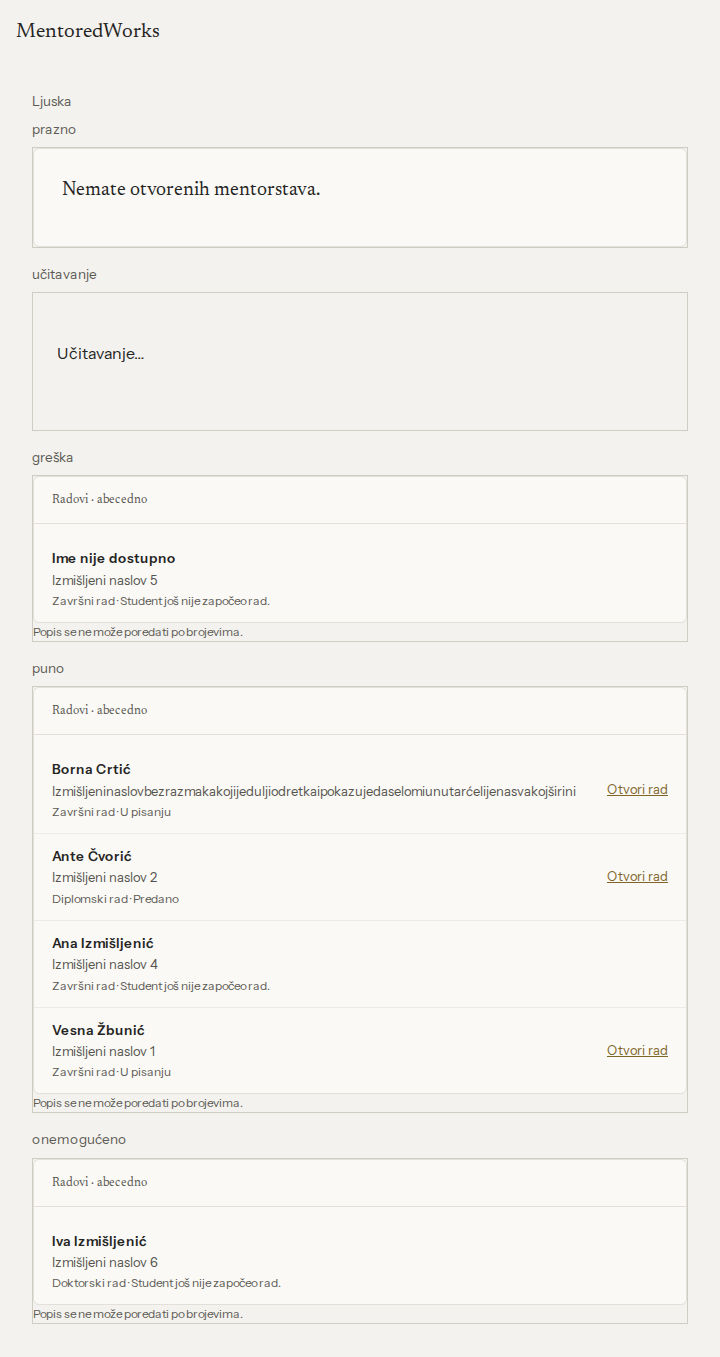 MentoredWorks
Ljuska
prazno
Nemate otvorenih mentorstava.
učitavanje
Učitavanje…
greška
Radovi · abecedno
Ime nije dostupno
Izmišljeni naslov 5
Završni rad · Student još nije započeo rad.
Popis se ne može poredati po brojevima.
puno
Radovi · abecedno
Borna Crtić
Izmišljeninaslovbezrazmakakojijeduljiodretkaipokazujedaselomiunutarćelijenasvakojširini
Otvori rad
Završni rad · U pisanju
Ante Čvorić
Izmišljeni naslov 2
Otvori rad
Diplomski rad · Predano
Ana Izmišljenić
Izmišljeni naslov 4
Završni rad · Student još nije započeo rad.
Vesna Žbunić
Izmišljeni naslov 1
Otvori rad
Završni rad · U pisanju
Popis se ne može poredati po brojevima.
onemogućeno
Radovi · abecedno
Iva Izmišljenić
Izmišljeni naslov 6
Doktorski rad · Student još nije započeo rad.
Popis se ne može poredati po brojevima.